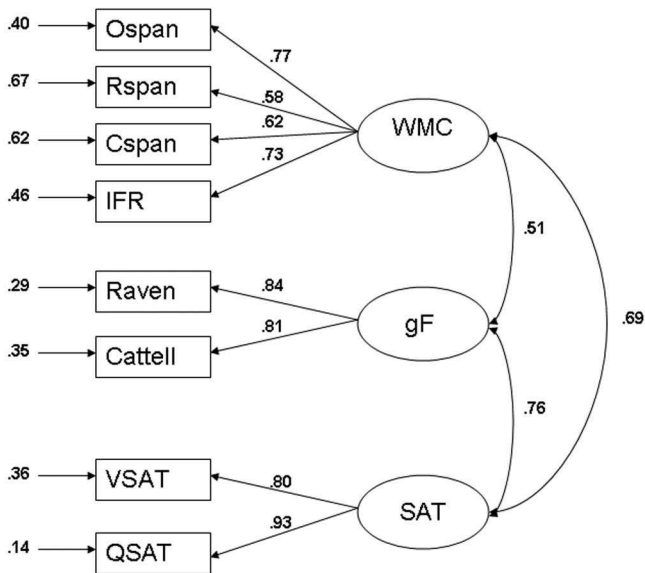 .40
Ospan
.77
.67
Rspan
.58
WMC
.62
Cspan
.62
.73
.46
IFR
.51
.29
Raven
.84
gF
.69
.81
.35
Cattell
.76
.36
VSAT
.80
SAT
.93
.14
QSAT